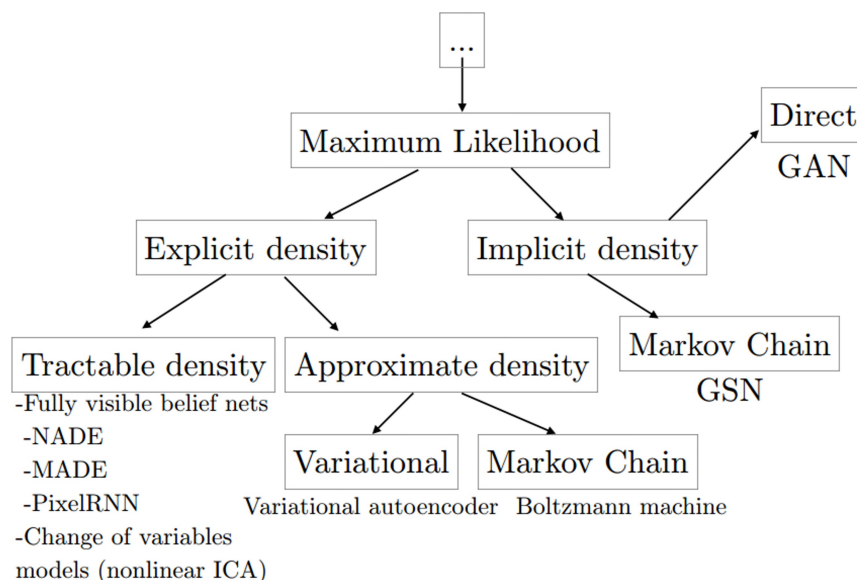 ...
Maximum Likelihood
Direct
GAN
Explicit density
Implicit density
Tractable density
-Fully visible belief nets
-NADE
-MADE
-PixelRNN
-Change of variables
models (nonlinear ICA)
Approximate density
Variational
Variational autoencoder
Markov Chain
Boltzmann machine
Markov Chain
GSN